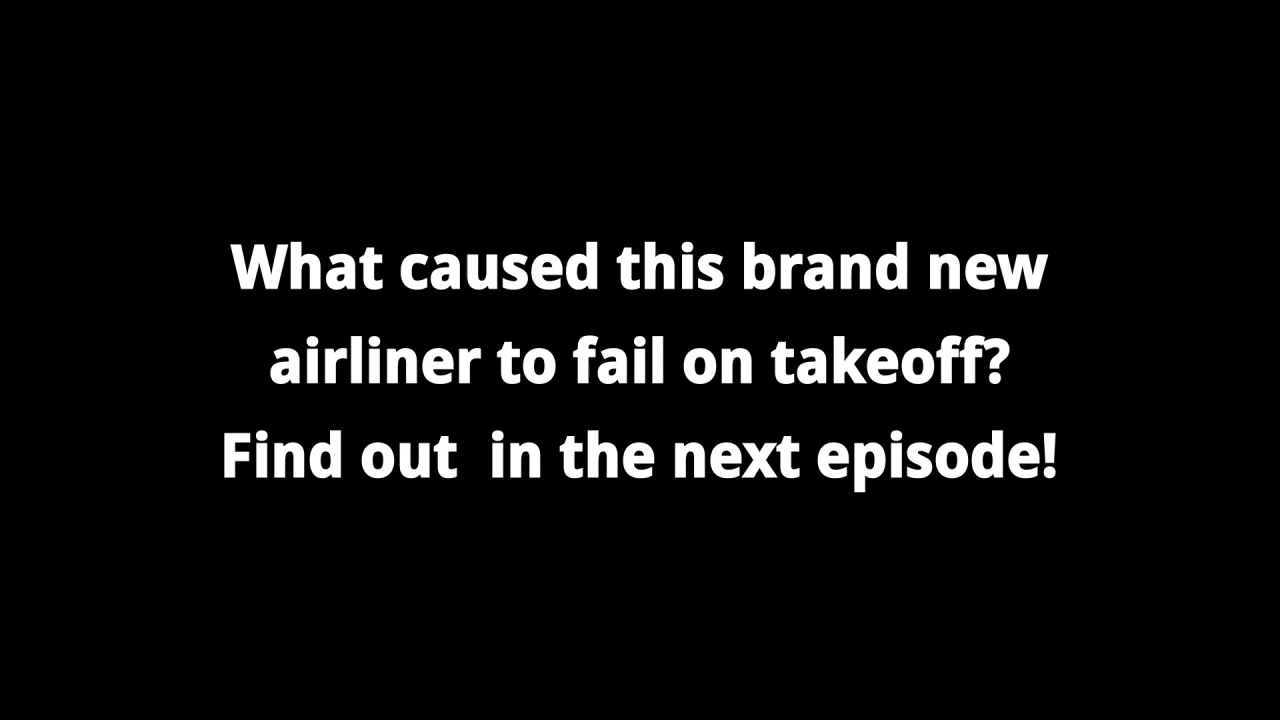 What caused this brand new
airliner to fail on takeoff?
Find out  in the next episode!